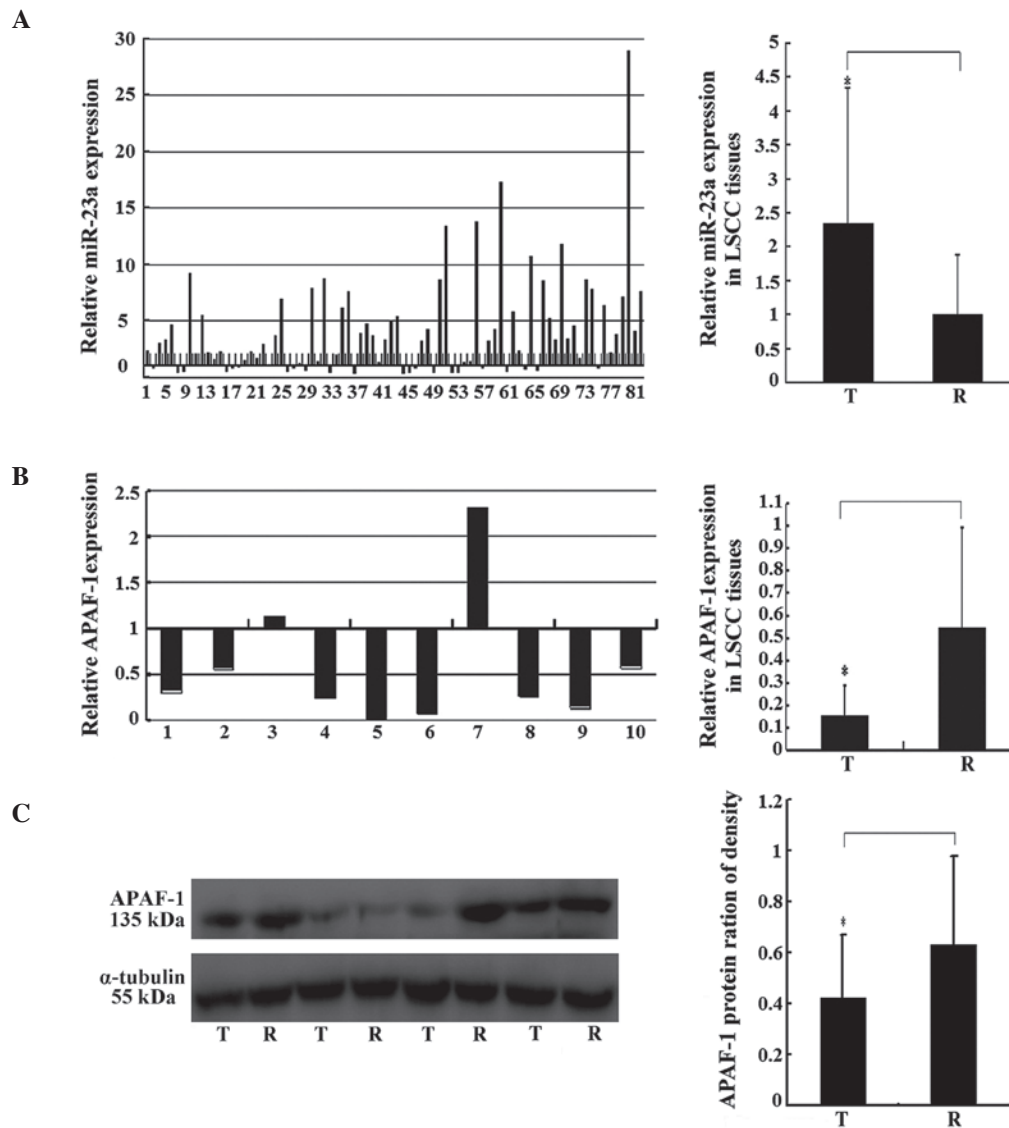 A
Relative miR-23a expression
30
25
20
15
10
5
0
1 5 9 13 17 21 25 29 33 37 41 45 49 53 57 61 65 69 73 77 81
Relative miR-23a expression
in LSCC tissues
5
4.5
4
3.5
3
2.5
2
1.5
1
0.5
0
*
T R
B
Relative APAF-1expression
2.5
2
1.5
1
0.5
0
1 2 3 4 5 6 7 8 9 10
Relative APAF-1expression
in LSCC tissues
1.1
1
0.9
0.8
0.7
0.6
0.5
0.4
0.3
0.2
0.1
0
*
T R
C
APAF-1
135 kDa
α-tubulin
55 kDa
T R T R T R T R
APAF-1 protein ration of density
1.2
1
0.8
0.6
0.4
0.2
0
*
T R